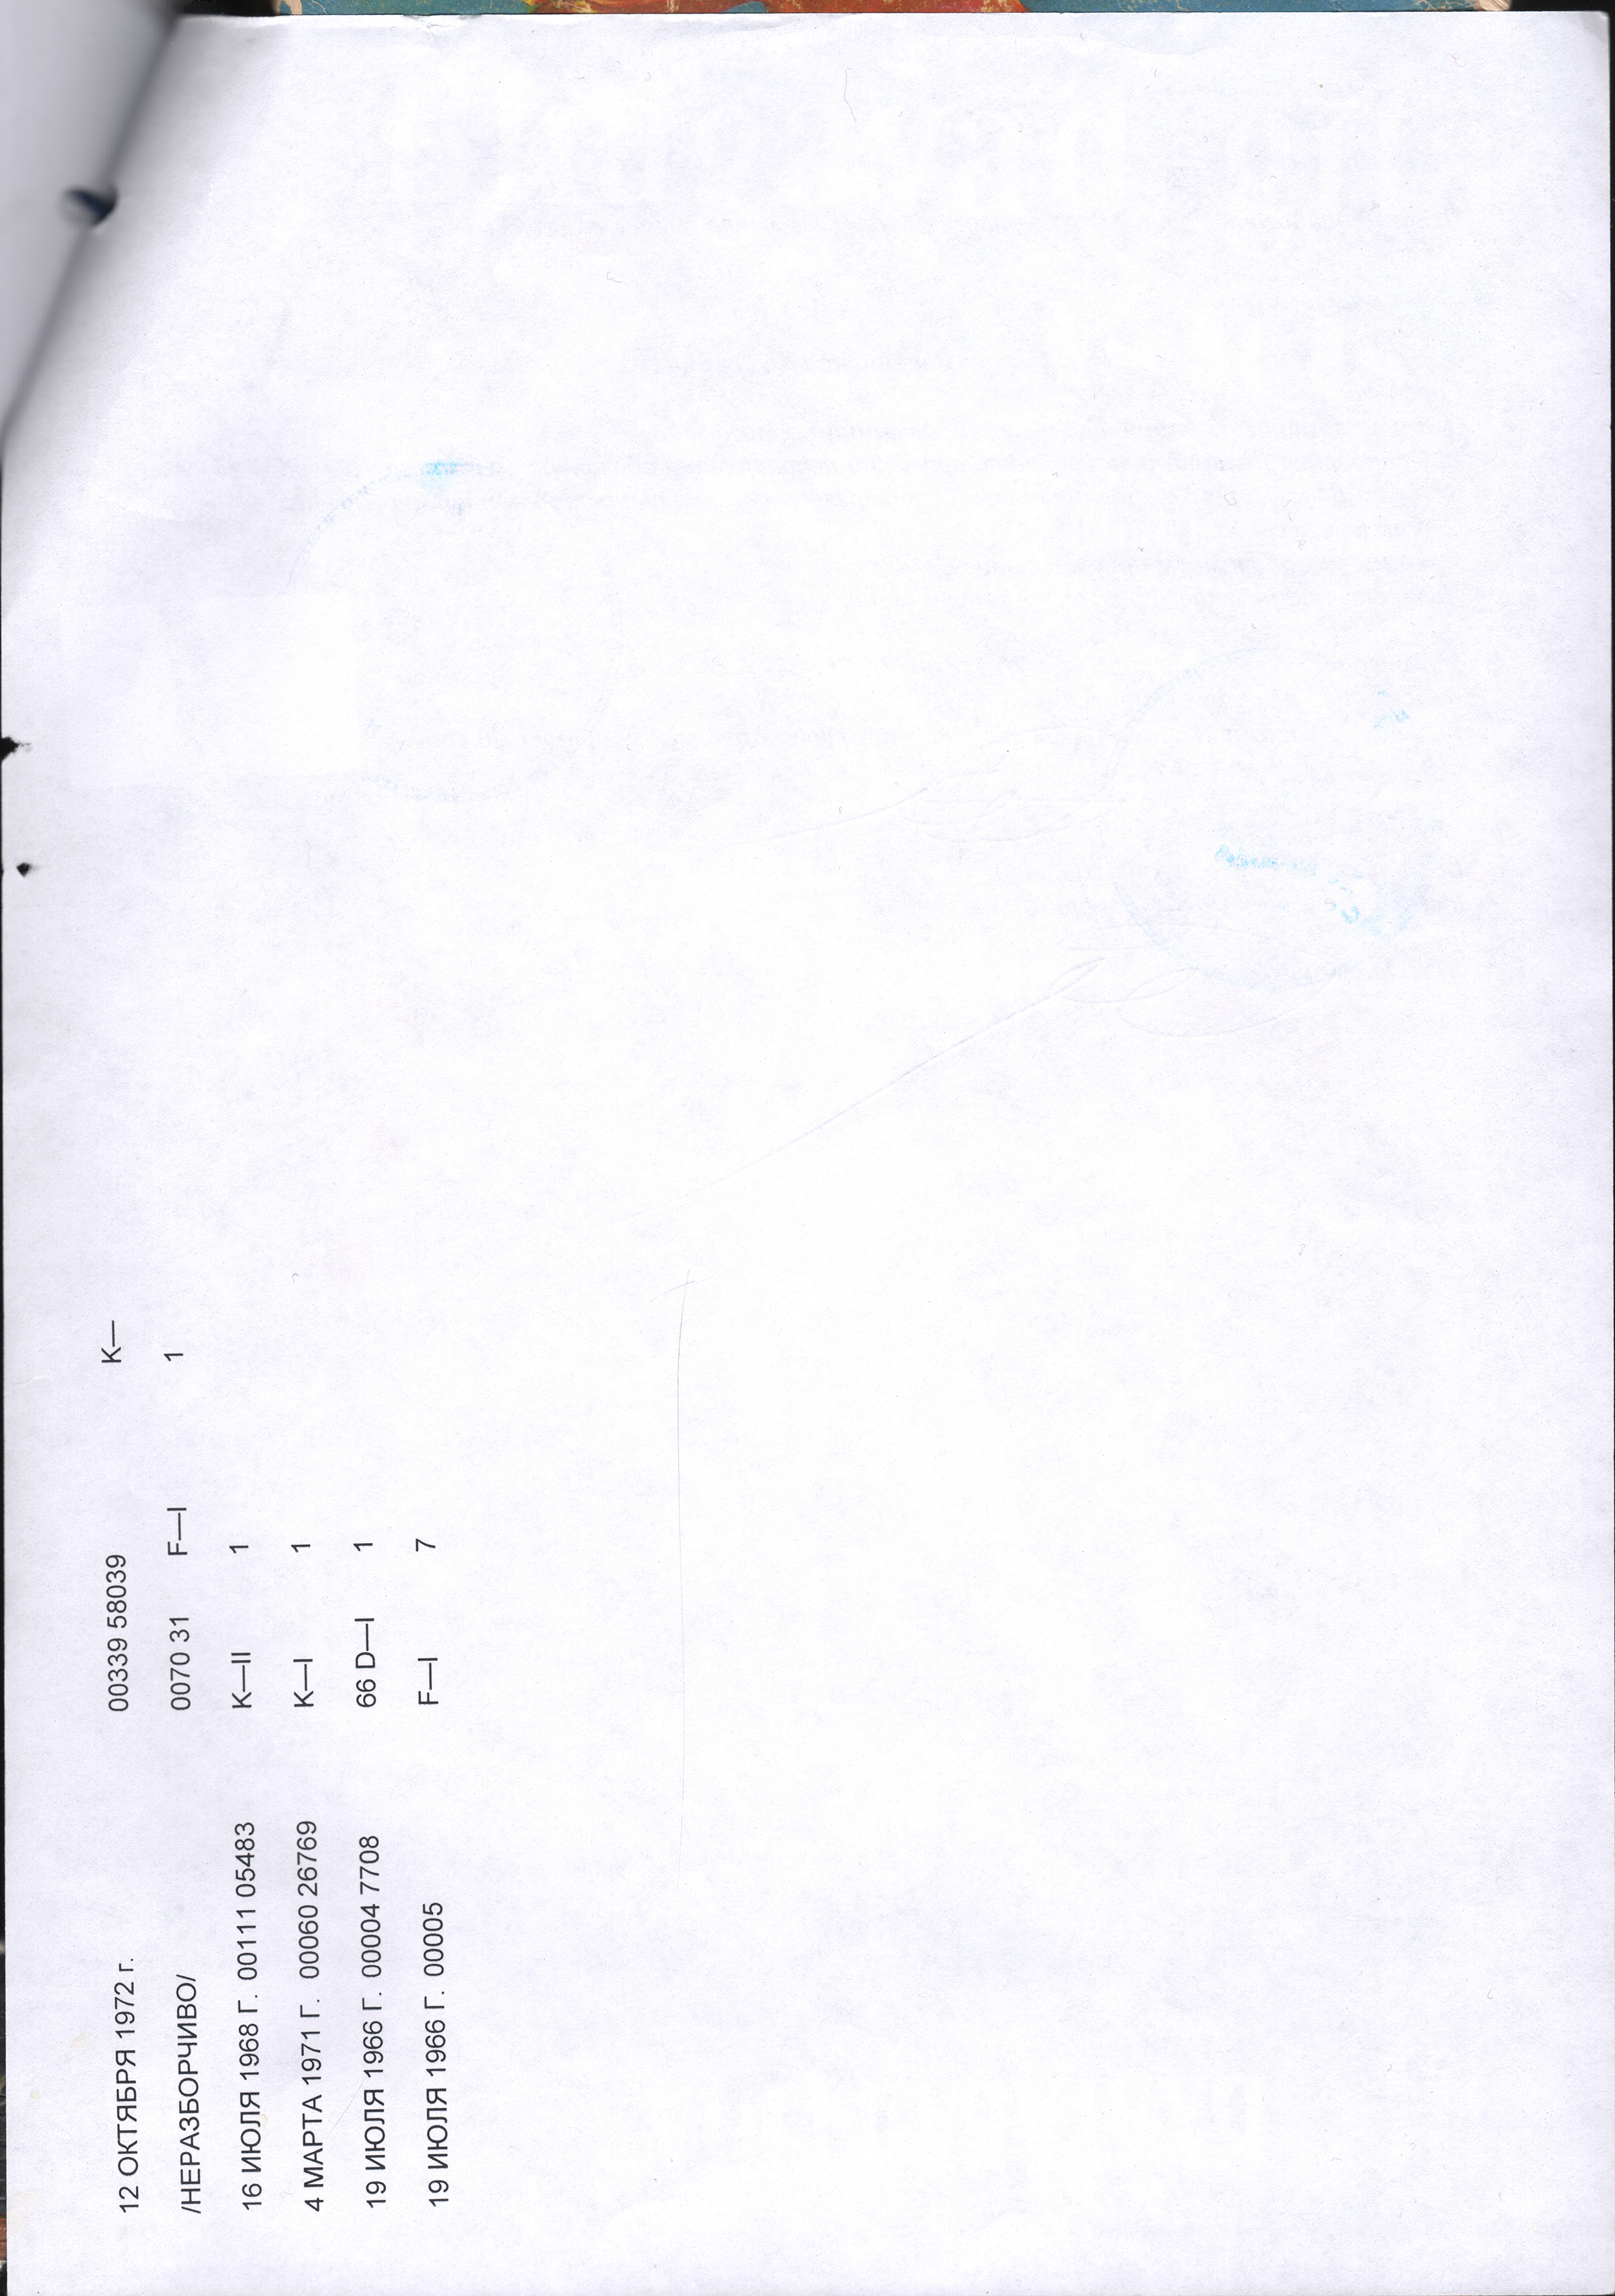 12 ОКТЯБРЯ 1972 г. 00339 58039 K—
/НЕРАЗБОРЧИВО/ 0070 31 F—I 1
16 ИЮЛЯ 1968 Г. 00111 05483 K—II 1
4 МАРТА 1971 Г. 00060 26769 K—I 1
19 ИЮЛЯ 1966 Г. 00004 7708 66 D—I 1
19 ИЮЛЯ 1966 Г. 00005 F—I 7